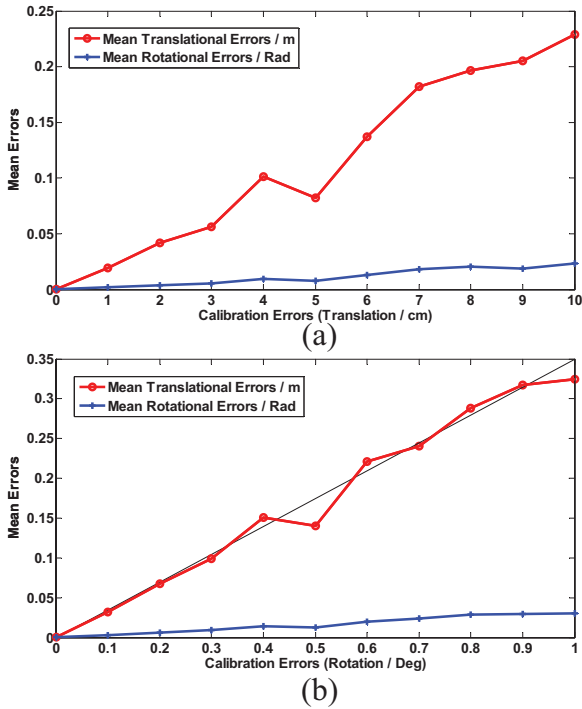 0.25
Mean Translational Errors / m
Mean Rotational Errors / Rad
0.2
0.15
0.1
0.05
0
Mean Errors
0 1 2 3 4 5 6 7 8 9 10
Calibration Errors (Translation / cm)
(a)
0.35
Mean Translational Errors / m
Mean Rotational Errors / Rad
0.3
0.25
0.2
0.15
0.1
0.05
0
Mean Errors
0 0.1 0.2 0.3 0.4 0.5 0.6 0.7 0.8 0.9 1
Calibration Errors (Rotation / Deg)
(b)